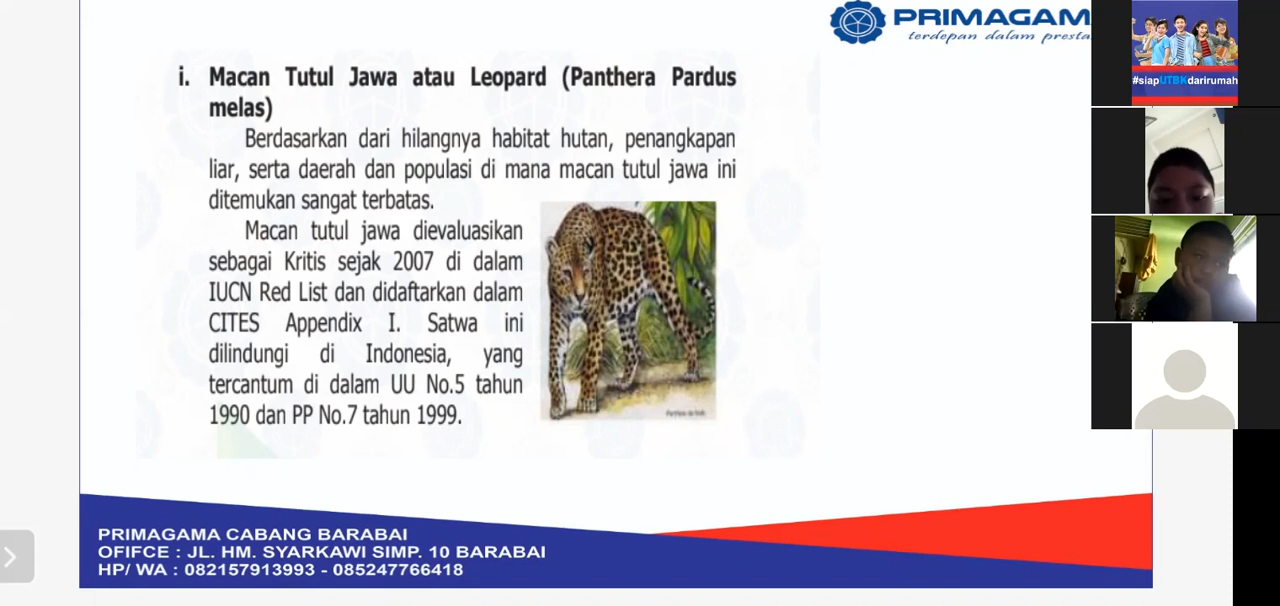 PRIMAGAM
terdepan dalam presta
#siapUTBKdarirumah
i. Macan Tutul Jawa atau Leopard (Panthera Pardus
melas)
Berdasarkan dari hilangnya habitat hutan, penangkapan
liar, serta daerah dan populasi di mana macan tutul jawa ini
ditemukan sangat terbatas.
Macan tutul jawa dievaluasikan
sebagai Kritis sejak 2007 di dalam
IUCN Red List dan didaftarkan dalam
CITES Appendix I. Satwa ini
dilindungi di Indonesia, yang
tercantum di dalam UU No.5 tahun
1990 dan PP No.7 tahun 1999.
PRIMAGAMA CABANG BARABAI
OFIFCE : JL. HM. SYARKAWI SIMP. 10 BARABAI
HP/ WA : 082157913993 - 085247766418